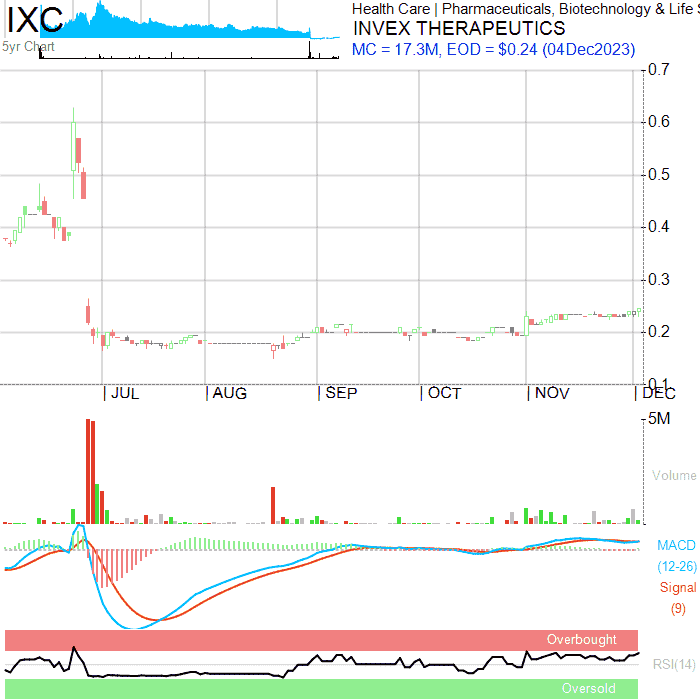 IXC
5yr Chart
Health Care | Pharmaceuticals, Biotechnology & Life S
INVEX THERAPEUTICS
MC = 17.3M, EOD = $0.24 (04Dec2023)
0.7
0.6
0.5
0.4
0.3
0.2
0.1
JUL AUG SEP OCT NOV DEC
5M
Volume
MACD
(12-26)
Signal
(9)
Overbought
RSI(14)
Oversold